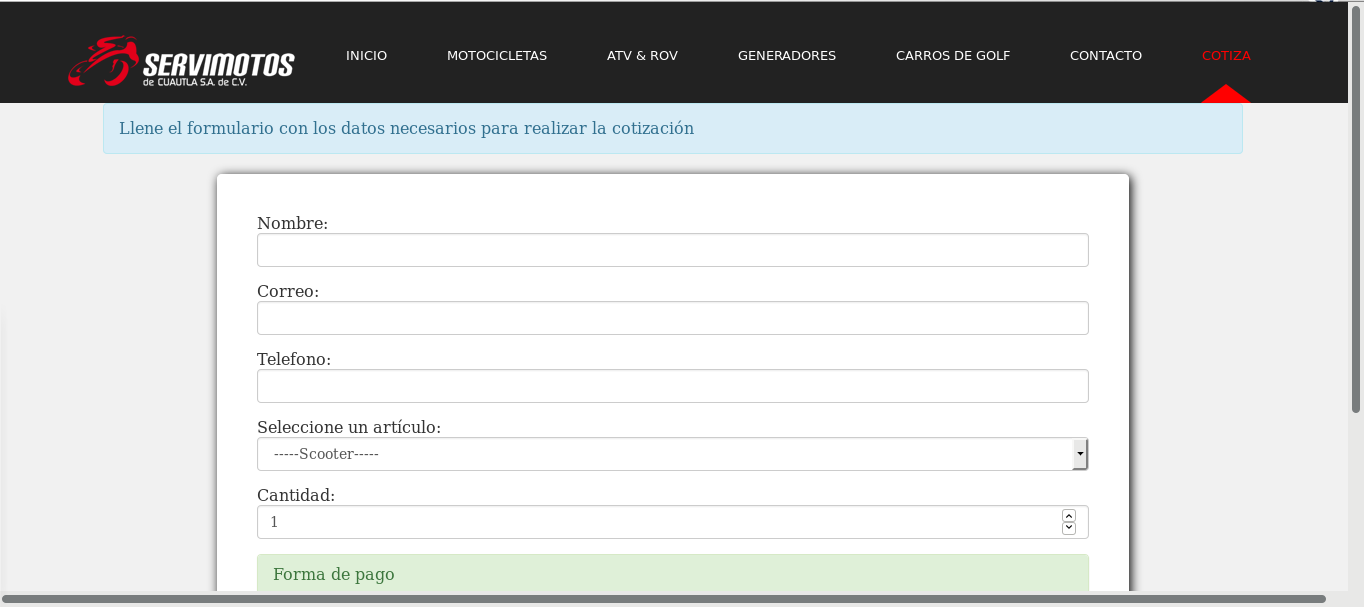 SERVIMOTOS
de CUAUTLA S.A. de C.V.
INICIO
MOTOCICLETAS
ATV & ROV
GENERADORES
CARROS DE GOLF
CONTACTO
COTIZA
Llene el formulario con los datos necesarios para realizar la cotización
Nombre:
Correo:
Telefono:
Seleccione un artículo:
-----Scooter-----
Cantidad:
1
Forma de pago